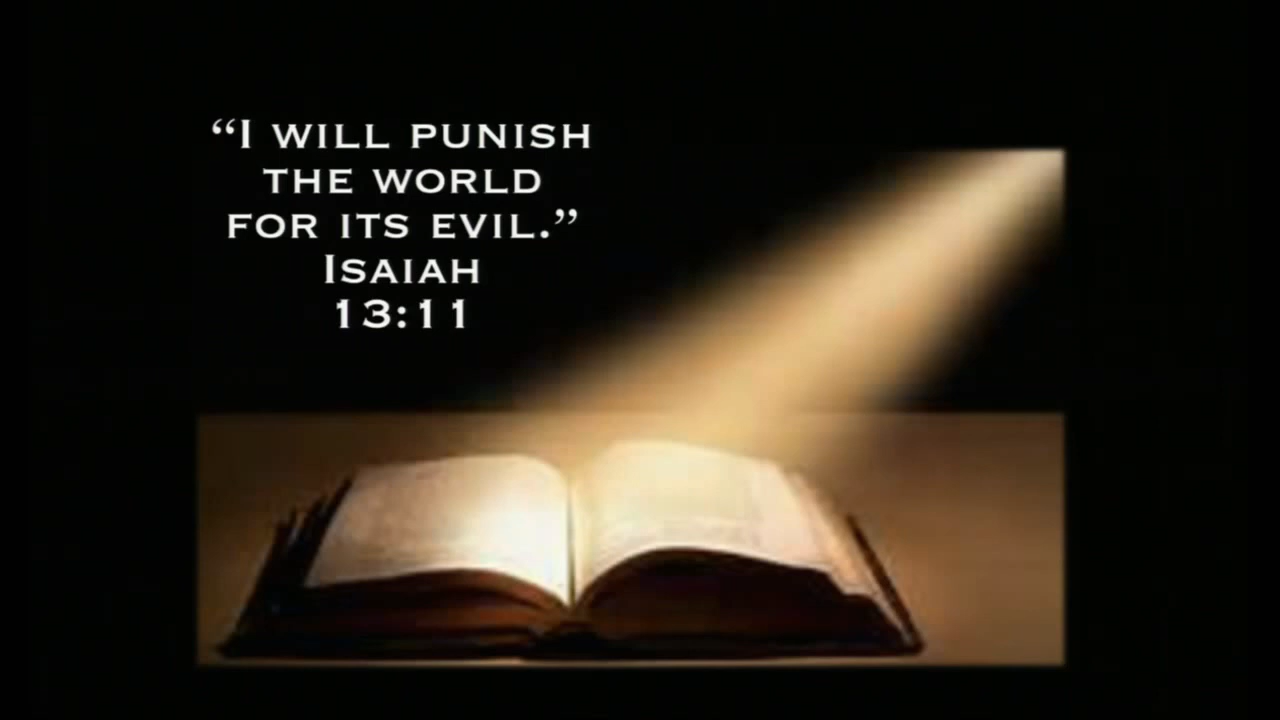 “I WILL PUNISH
THE WORLD
FOR ITS EVIL.”
ISAIAH
13:11